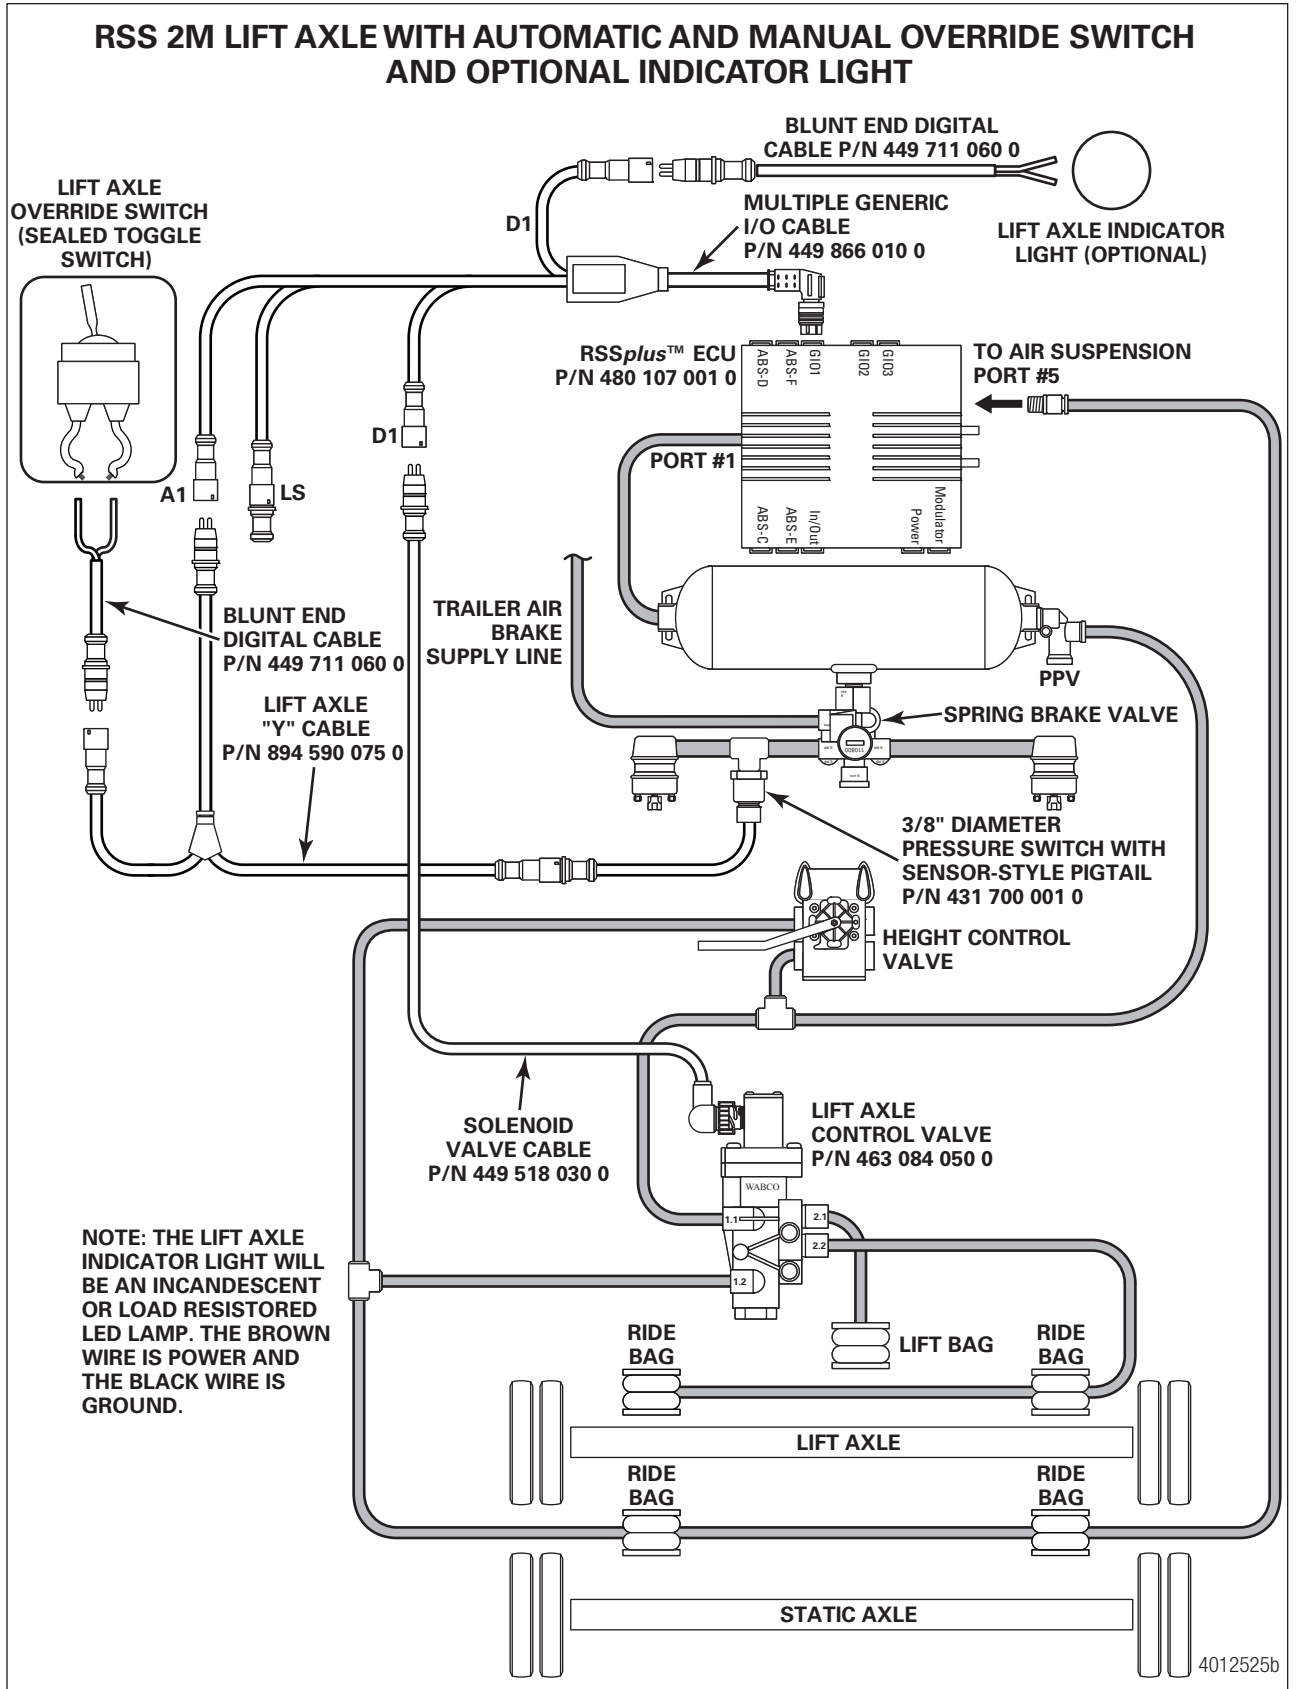 RSS 2M LIFT AXLE WITH AUTOMATIC AND MANUAL OVERRIDE SWITCH
AND OPTIONAL INDICATOR LIGHT
BLUNT END DIGITAL
CABLE P/N 449 711 060 0
LIFT AXLE
OVERRIDE SWITCH
(SEALED TOGGLE
SWITCH)
D1
MULTIPLE GENERIC
I/O CABLE
P/N 449 866 010 0
LIFT AXLE INDICATOR
LIGHT (OPTIONAL)
RSSplus™ ECU
P/N 480 107 001 0
ABS-D
ABS-F
GIO1
GIO2
GIO3
TO AIR SUSPENSION
PORT #5
D1
PORT #1
A1
LS
ABS-C
ABS-E
In/Out
Power
Modulator
BLUNT END
DIGITAL CABLE
P/N 449 711 060 0
TRAILER AIR
BRAKE
SUPPLY LINE
PPV
LIFT AXLE
"Y" CABLE
P/N 894 590 075 0
SPRING BRAKE VALVE
110800
3/8" DIAMETER
PRESSURE SWITCH WITH
SENSOR-STYLE PIGTAIL
P/N 431 700 001 0
HEIGHT CONTROL
VALVE
SOLENOID
VALVE CABLE
P/N 449 518 030 0
LIFT AXLE
CONTROL VALVE
P/N 463 084 050 0
WABCO
1.1
2.1
2.2
1.2
NOTE: THE LIFT AXLE
INDICATOR LIGHT WILL
BE AN INCANDESCENT
OR LOAD RESISTORED
LED LAMP. THE BROWN
WIRE IS POWER AND
THE BLACK WIRE IS
GROUND.
RIDE
BAG
LIFT BAG
RIDE
BAG
LIFT AXLE
RIDE
BAG
RIDE
BAG
STATIC AXLE
4012525b